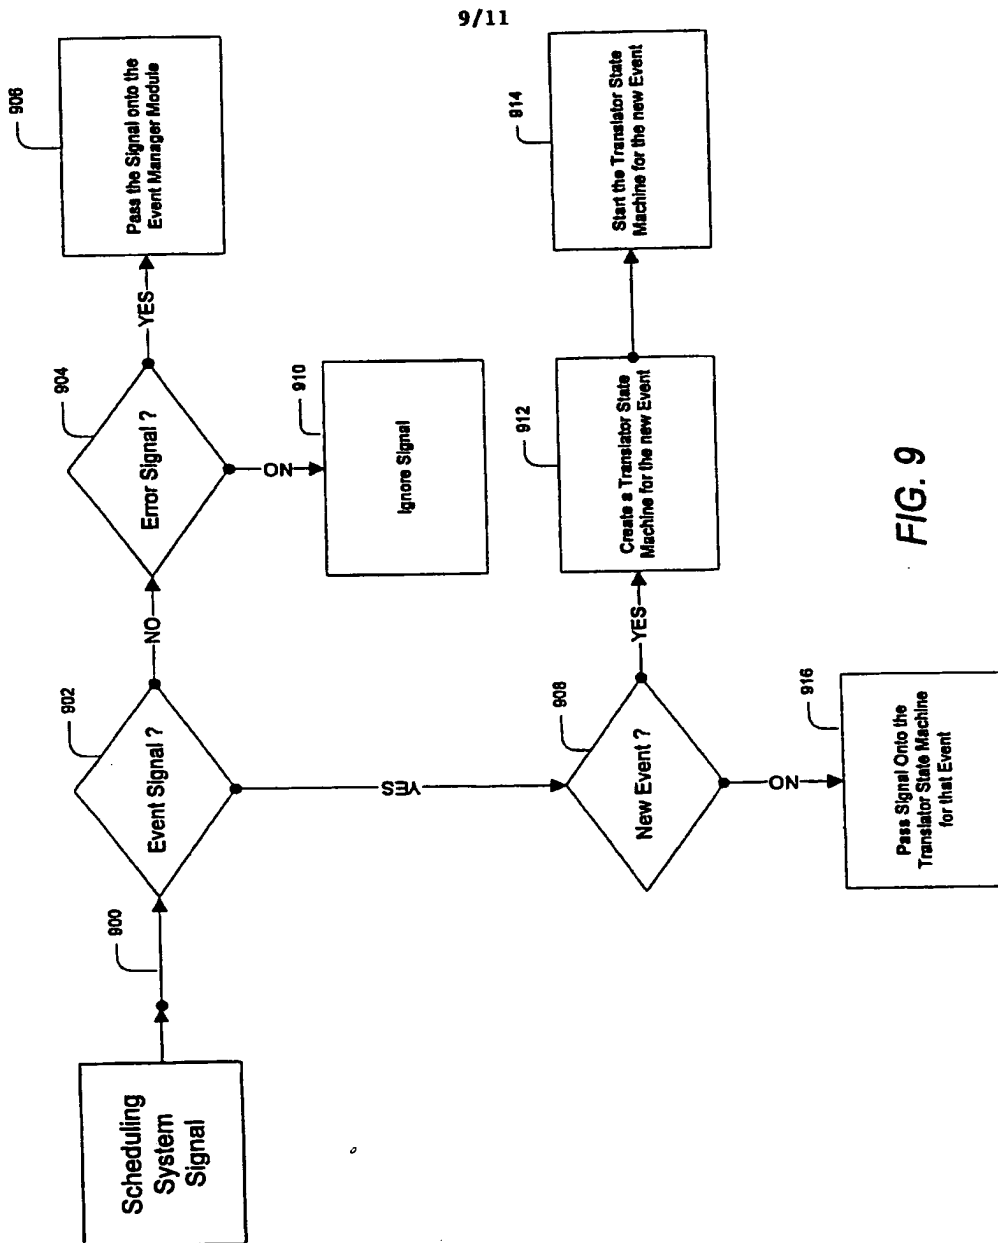 9/11
Scheduling
System
Signal
900
Event Signal ?
902
NO
Error Signal ?
904
YES
Pass the Signal onto the
Event Manager Module
906
NO
Ignore Signal
910
YES
New Event ?
908
YES
Create a Translator State
Machine for the new Event
912
Start the Translator State
Machine for the new Event
914
NO
Pass Signal Onto the
Translator State Machine
for that Event
916
FIG. 9